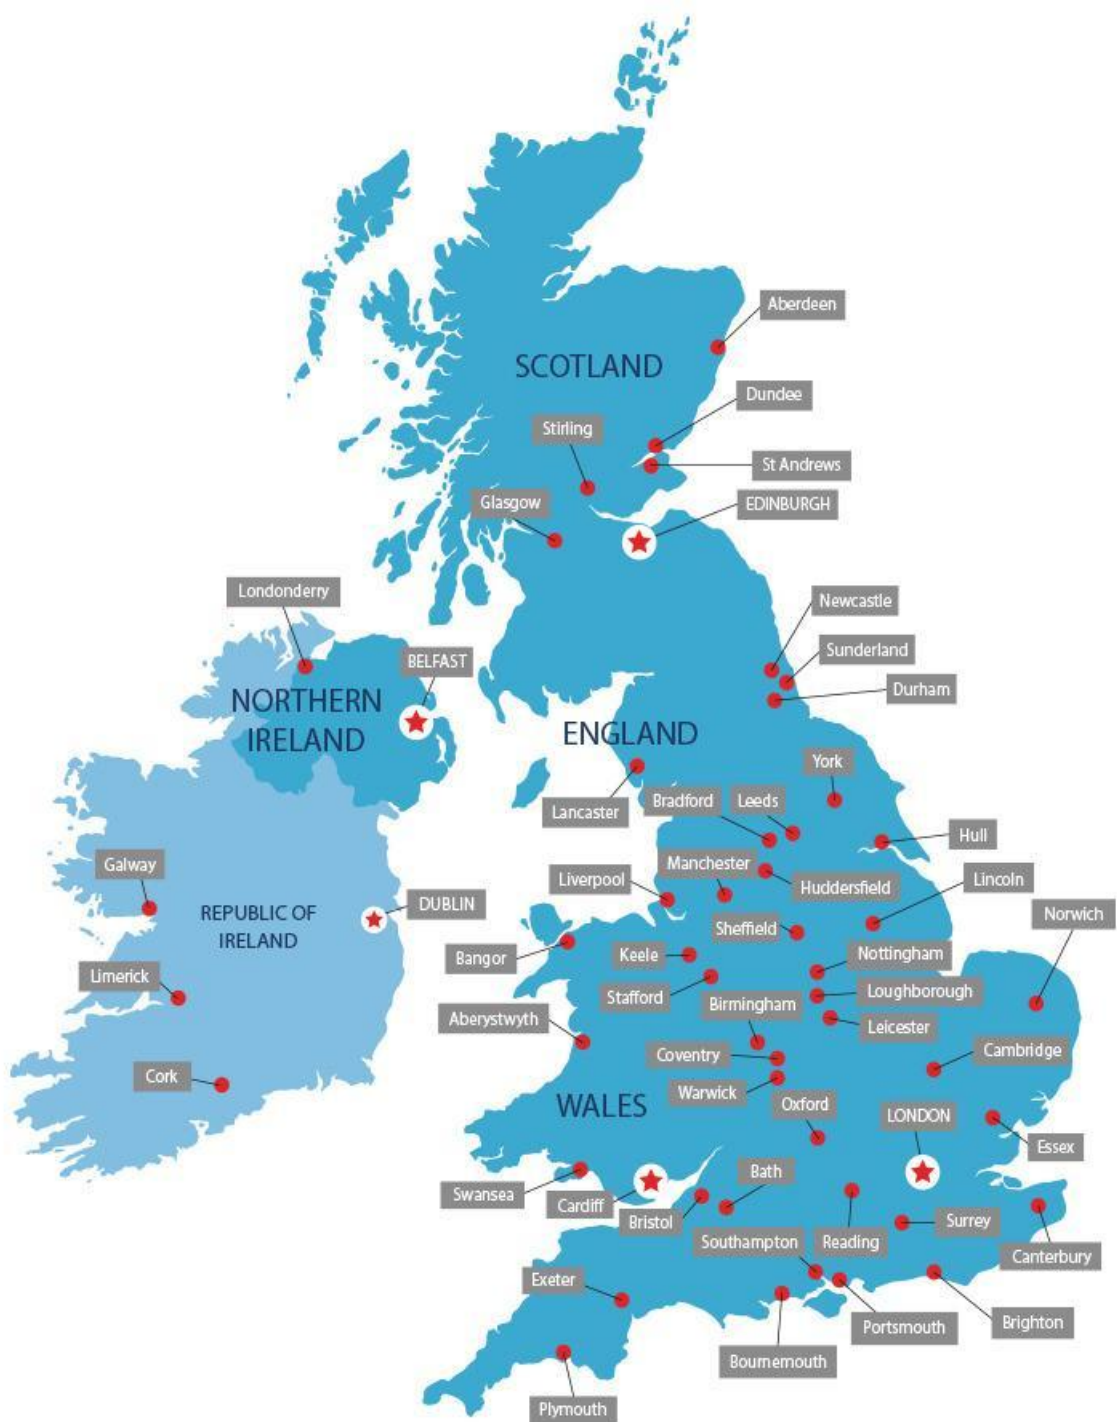 Aberdeen
SCOTLAND
Dundee
Stirling
St Andrews
Glasgow
EDINBURGH
Londonderry
Newcastle
Sunderland
BELFAST
Durham
NORTHERN
IRELAND
ENGLAND
York
Lancaster
Bradford
Leeds
Hull
Galway
Manchester
Liverpool
Huddersfield
Lincoln
DUBLIN
REPUBLIC OF
IRELAND
Norwich
Sheffield
Bangor
Keele
Nottingham
Limerick
Stafford
Loughborough
Birmingham
Aberystwyth
Leicester
Coventry
Cambridge
Cork
Warwick
WALES
Oxford
LONDON
Essex
Bath
Swansea
Cardiff
Bristol
Surrey
Southampton
Reading
Canterbury
Exeter
Portsmouth
Brighton
Bournemouth
Plymouth